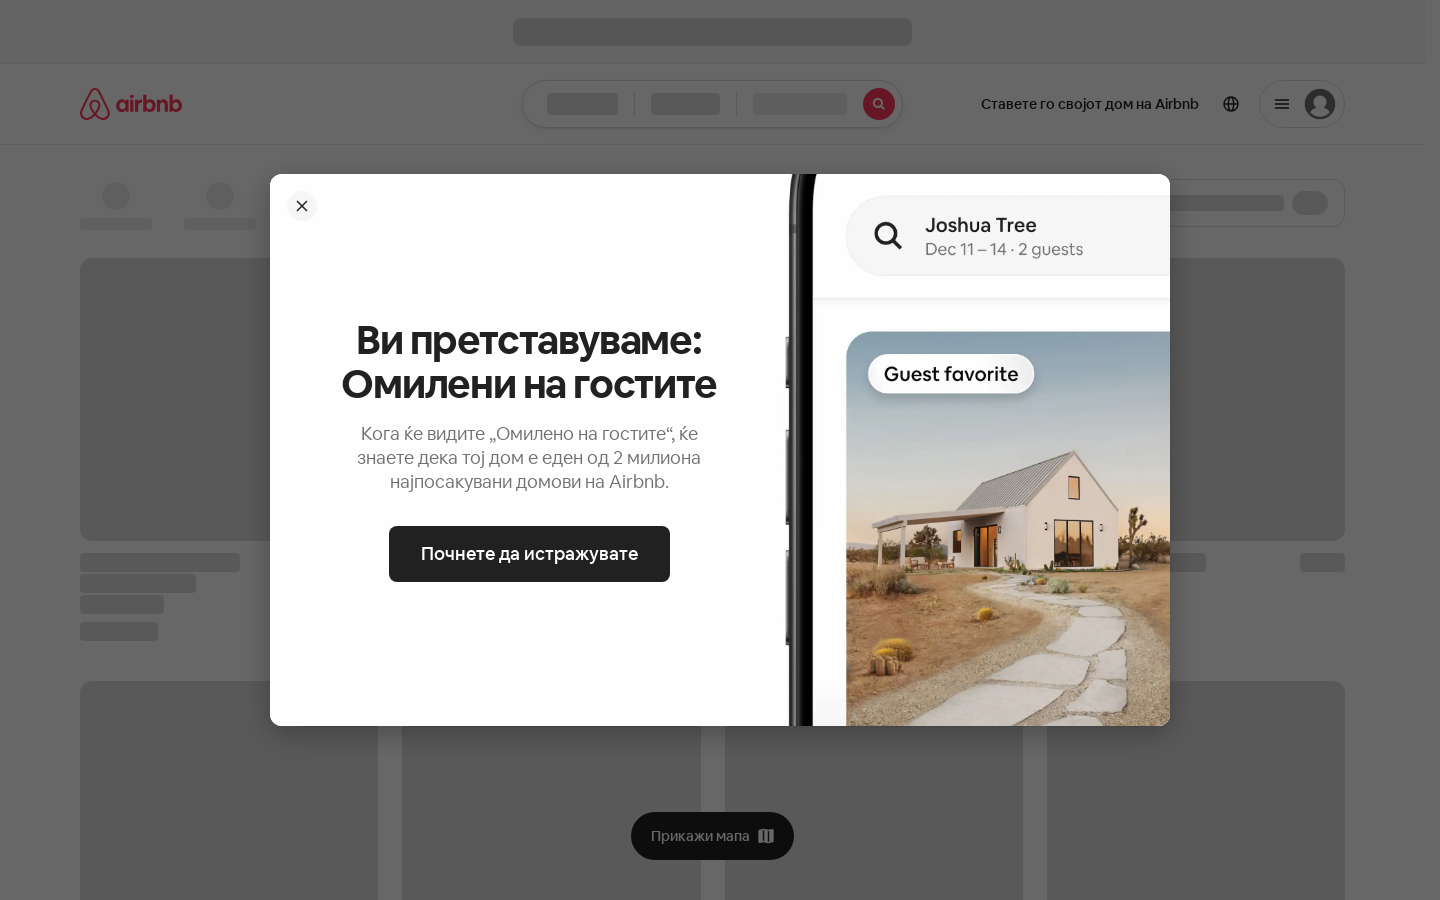 airbnb
Ставете го својот дом на Airbnb
Ви претставуваме:
Омилени на гостите
Кога ќе видите „Омилено на гостите“, ќе
знаете дека тој дом е еден од 2 милиона
најпосакувани домови на Airbnb.
Почнете да истражувате
Joshua Tree
Dec 11 – 14 · 2 guests
Guest favorite
Прикажи мапа